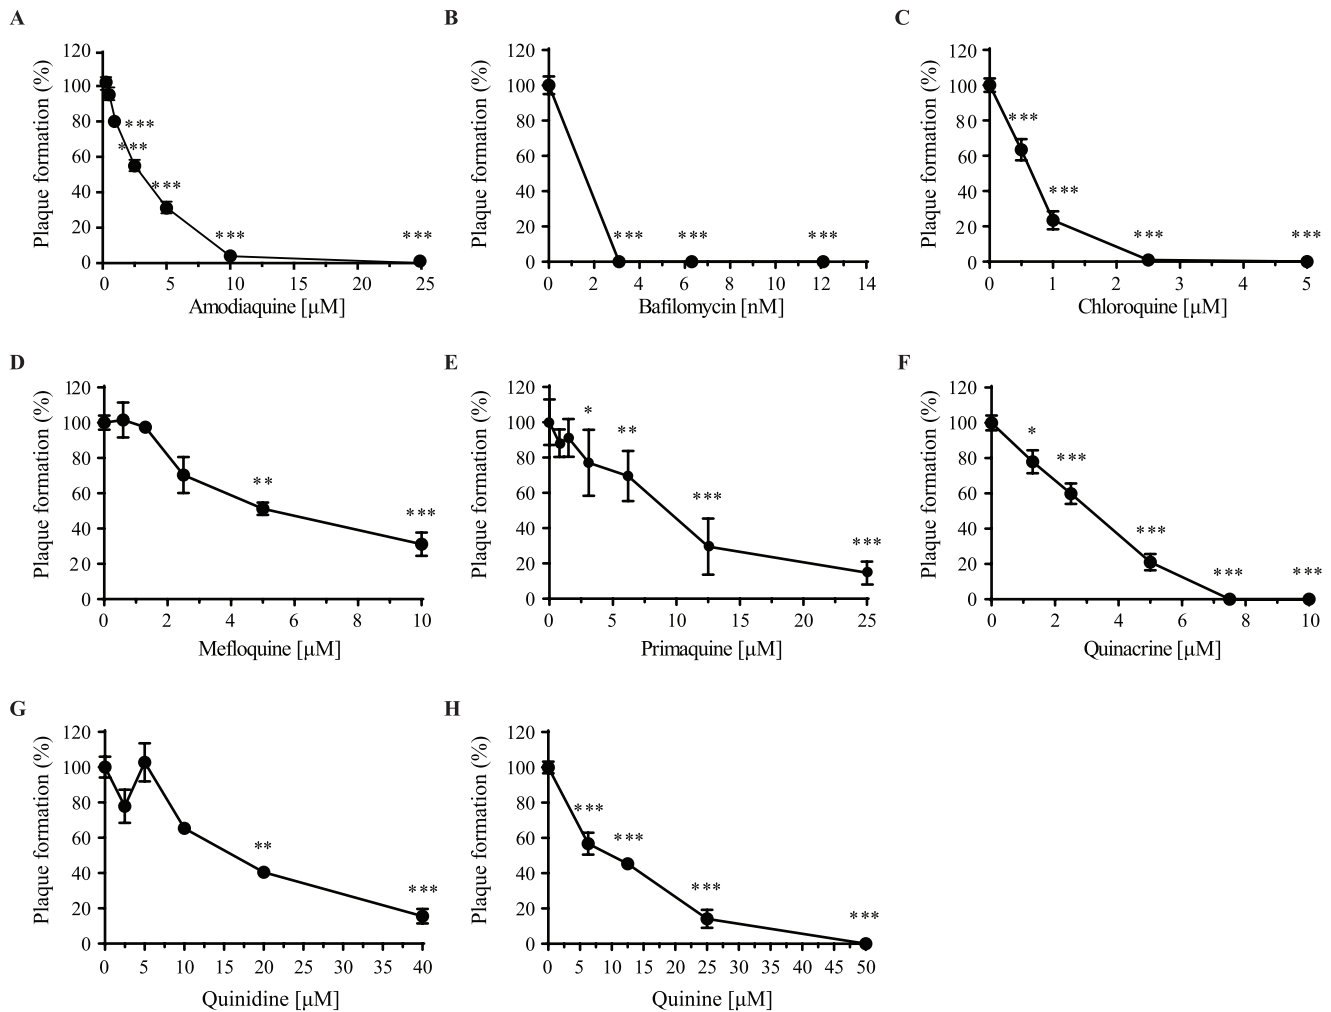 A
Plaque formation (%)
120
100
80
60
40
20
0
***
***
***
***
***
0 5 10 15 20 25
Amodiaquine [µM]
B
Plaque formation (%)
120
100
80
60
40
20
0
*** *** ***
0 2 4 6 8 10 12 14
Bafilomycin [nM]
C
Plaque formation (%)
120
100
80
60
40
20
0
***
***
*** ***
0 1 2 3 4 5
Chloroquine [µM]
D
Plaque formation (%)
120
100
80
60
40
20
0
**
***
0 2 4 6 8 10
Mefloquine [µM]
E
Plaque formation (%)
120
100
80
60
40
20
0
*
**
***
***
0 5 10 15 20 25
Primaquine [µM]
F
Plaque formation (%)
120
100
80
60
40
20
0
*
***
***
*** ***
0 2 4 6 8 10
Quinacrine [µM]
G
Plaque formation (%)
120
100
80
60
40
20
0
**
***
0 5 10 15 20 25 30 35 40
Quinidine [µM]
H
Plaque formation (%)
120
100
80
60
40
20
0
***
***
***
***
0 5 10 15 20 25 30 35 40 45 50
Quinine [µM]